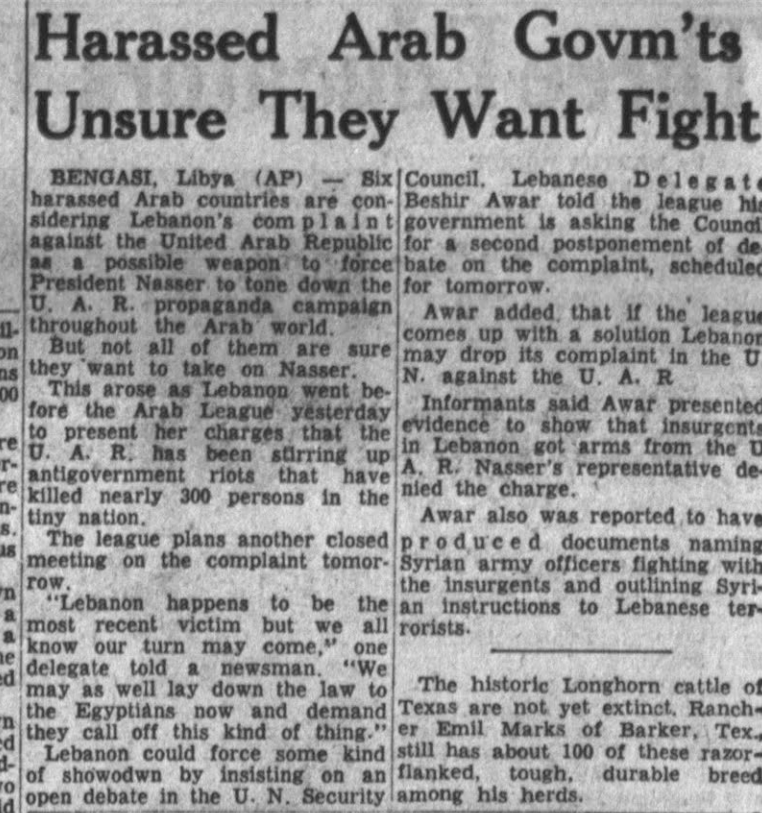 Harassed Arab Govm'ts
Unsure They Want Fight
BENGASI, Libya (AP) — Six
harassed Arab countries are con-
sidering Lebanon's complaint
against the United Arab Republic
as a possible weapon to force
President Nasser to tone down the
U. A. R. propaganda campaign
throughout the Arab world.
But not all of them are sure
they want to take on Nasser.
This arose as Lebanon went be-
fore the Arab League yesterday
to present her charges that the
U. A. R. has been stirring up
antigovernment riots that have
killed nearly 300 persons in the
tiny nation.
The league plans another closed
meeting on the complaint tomor-
row.
"Lebanon happens to be the
most recent victim but we all
know our turn may come," one
delegate told a newsman. "We
may as well lay down the law to
the Egyptians now and demand
they call off this kind of thing."
Lebanon could force some kind
of showodwn by insisting on an
open debate in the U. N. Security
Council. Lebanese Delegate
Beshir Awar told the league his
government is asking the Council
for a second postponement of de-
bate on the complaint, scheduled
for tomorrow.
Awar added that if the league
comes up with a solution Lebanon
may drop its complaint in the U
N. against the U. A. R
Informants said Awar presented
evidence to show that insurgents
in Lebanon got arms from the U
A. R. Nasser's representative de-
nied the charge.
Awar also was reported to have
produced documents naming
Syrian army officers fighting with
the insurgents and outlining Syri-
an instructions to Lebanese ter-
rorists.
The historic Longhorn cattle of
Texas are not yet extinct. Ranch-
er Emil Marks of Barker, Tex.,
still has about 100 of these razor-
flanked, tough, durable breed
among his herds.